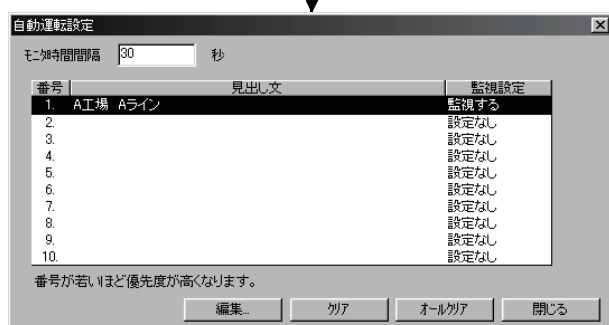 自動運転設定
ﾓﾆﾀ時間間隔 30 秒
番号 見出し文 監視設定
1. A工場 Aライン 監視する
2. 設定なし
3. 設定なし
4. 設定なし
5. 設定なし
6. 設定なし
7. 設定なし
8. 設定なし
9. 設定なし
10. 設定なし
番号が若いほど優先度が高くなります。
編集... ｸﾘｱ ｵｰﾙｸﾘｱ 閉じる